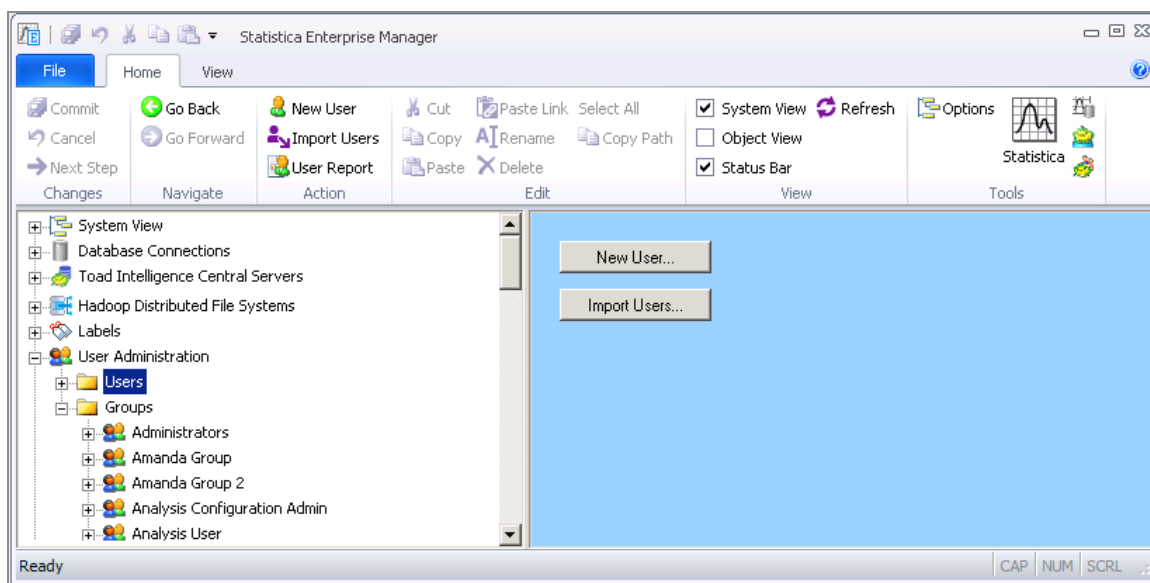 Statistica Enterprise Manager
File Home View
Commit Go Back New User Cut Paste Link Select All System View Refresh Options
Cancel Go Forward Import Users Copy Rename Copy Path Object View
Next Step User Report Paste Delete Status Bar Statistica
Changes Navigate Action Edit View Tools
System View
Database Connections
Toad Intelligence Central Servers
Hadoop Distributed File Systems
Labels
User Administration
Users
Groups
Administrators
Amanda Group
Amanda Group 2
Analysis Configuration Admin
Analysis User
New User...
Import Users...
Ready CAP NUM SCRL